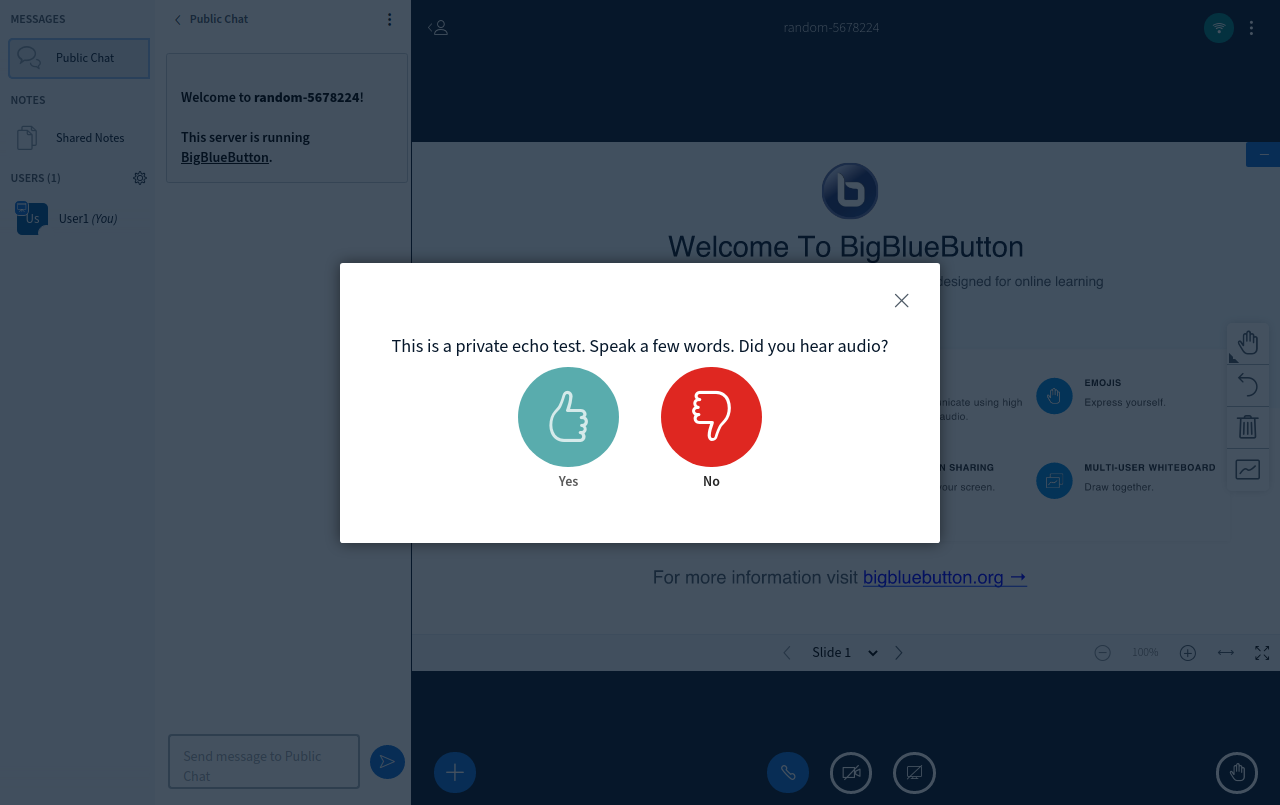 MESSAGES
Public Chat
NOTES
Shared Notes
USERS (1)
Us
User1 (You)
Public Chat
Welcome to random-5678224!
This server is running
BigBlueButton.
Send message to Public
Chat
random-5678224
Welcome To BigBlueButton
designed for online learning
This is a private echo test. Speak a few words. Did you hear audio?
Yes
No
nicate using high
audio.
EMOJIS
Express yourself.
N SHARING
your screen.
MULTI-USER WHITEBOARD
Draw together.
For more information visit bigbluebutton.org →
Slide 1
100%